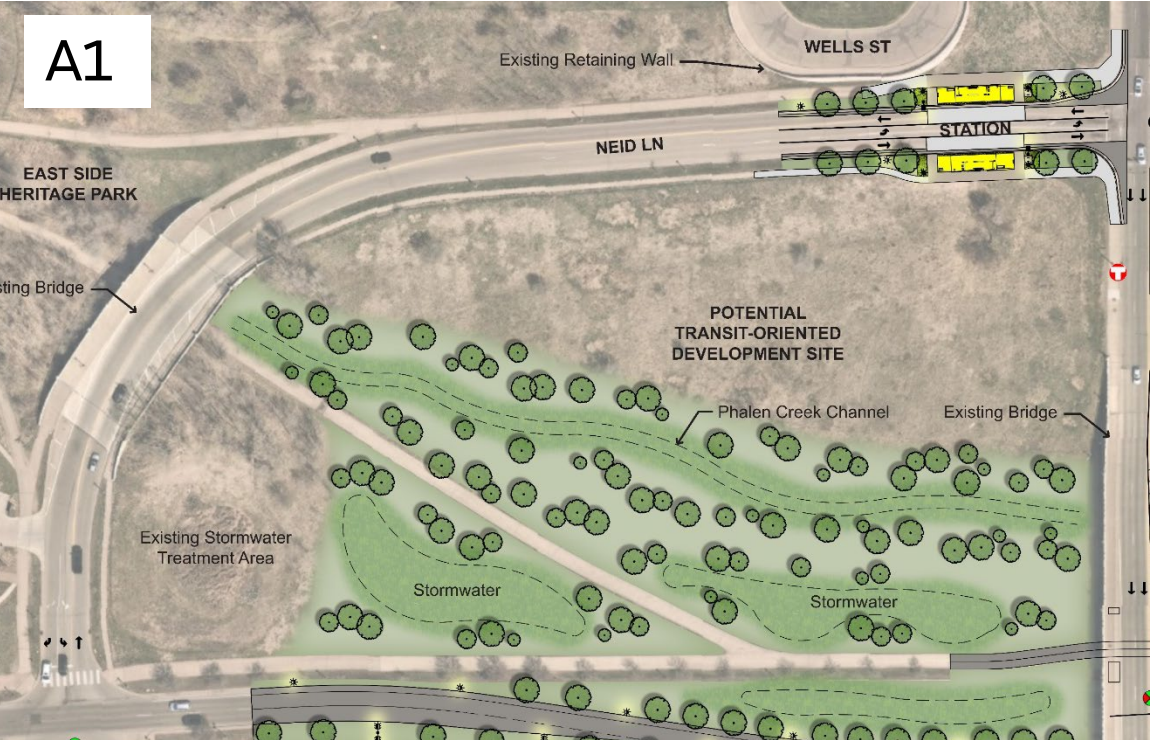 A1
WELLS ST
Existing Retaining Wall
STATION
NEID LN
EAST SIDE
HERITAGE PARK
sting Bridge
POTENTIAL
TRANSIT-ORIENTED
DEVELOPMENT SITE
Phalen Creek Channel
Existing Bridge
Existing Stormwater
Treatment Area
Stormwater
Stormwater
T